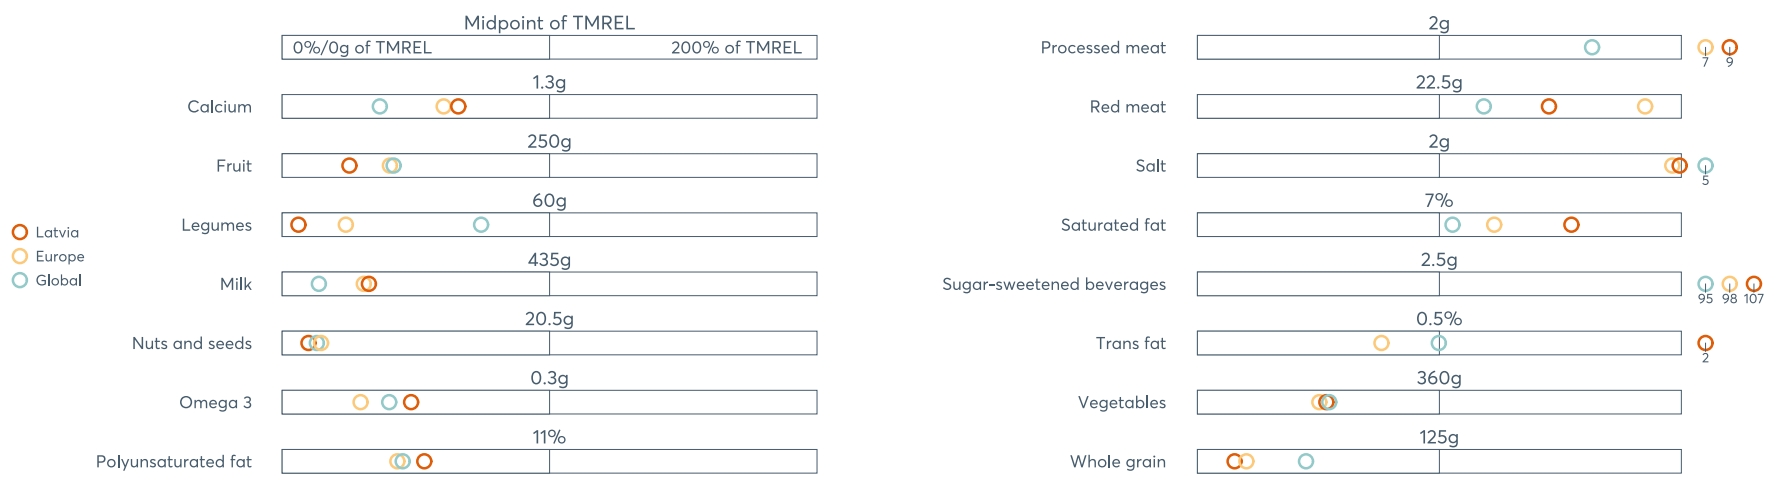 Midpoint of TMREL
0%/0g of TMREL 200% of TMREL
1.3g
Calcium
250g
Fruit
60g
Legumes
435g
Milk
20.5g
Nuts and seeds
0.3g
Omega 3
11%
Polyunsaturated fat
Latvia
Europe
Global
2g
Processed meat
7 9
22.5g
Red meat
2g
Salt
5
7%
Saturated fat
2.5g
Sugar-sweetened beverages
95 98 107
0.5%
Trans fat
2
360g
Vegetables
125g
Whole grain